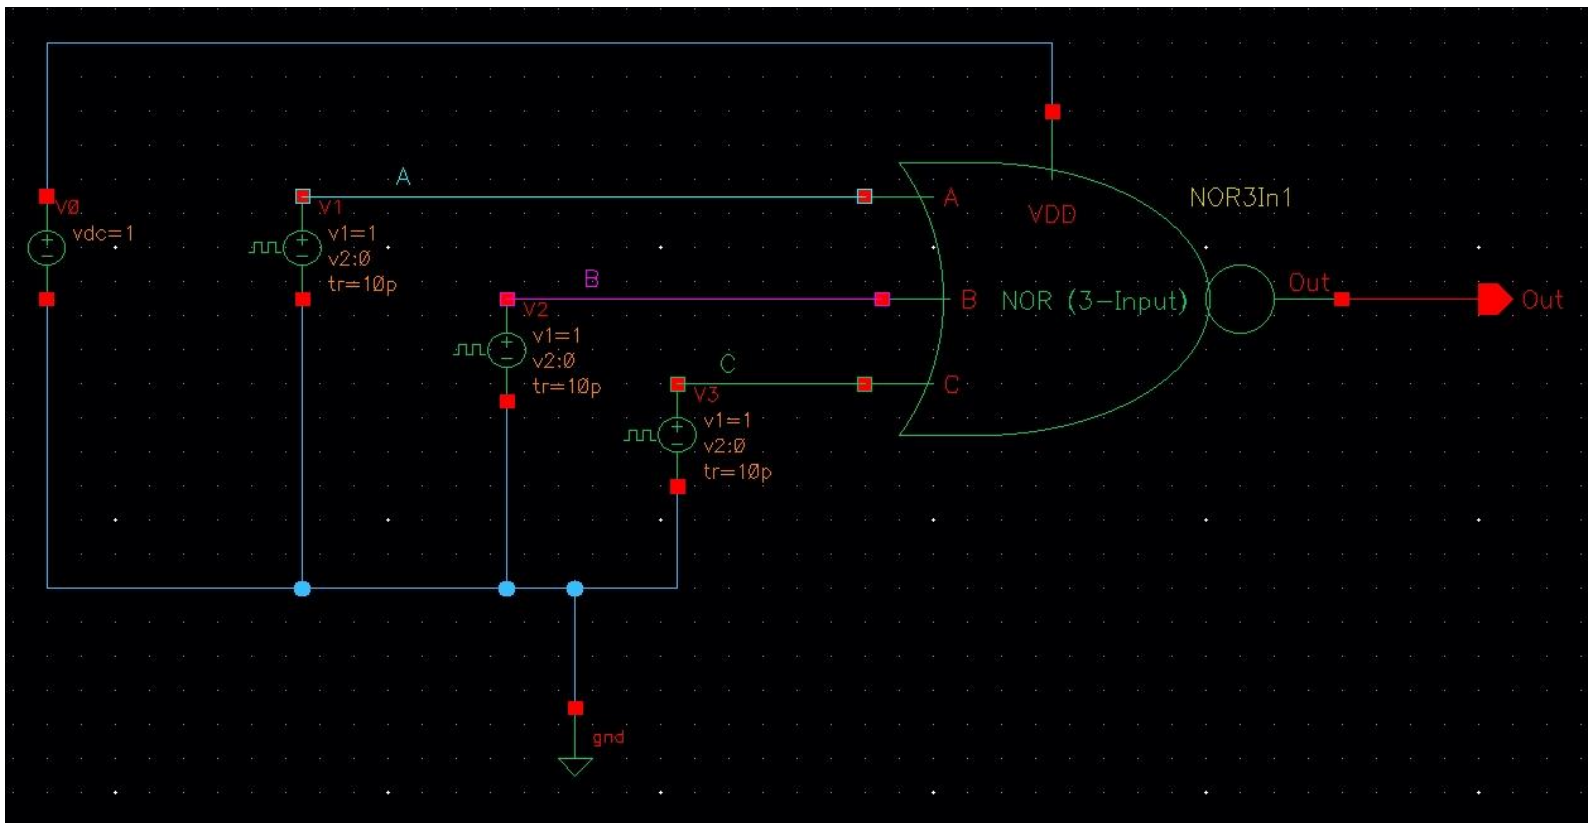 A
V0
vdc=1
V1
v1=1
v2:0
tr=10p
B
V2
v1=1
v2:0
tr=10p
C
V3
v1=1
v2:0
tr=10p
A
VDD
NOR3In1
B
NOR (3-Input)
Out
Out
C
gnd